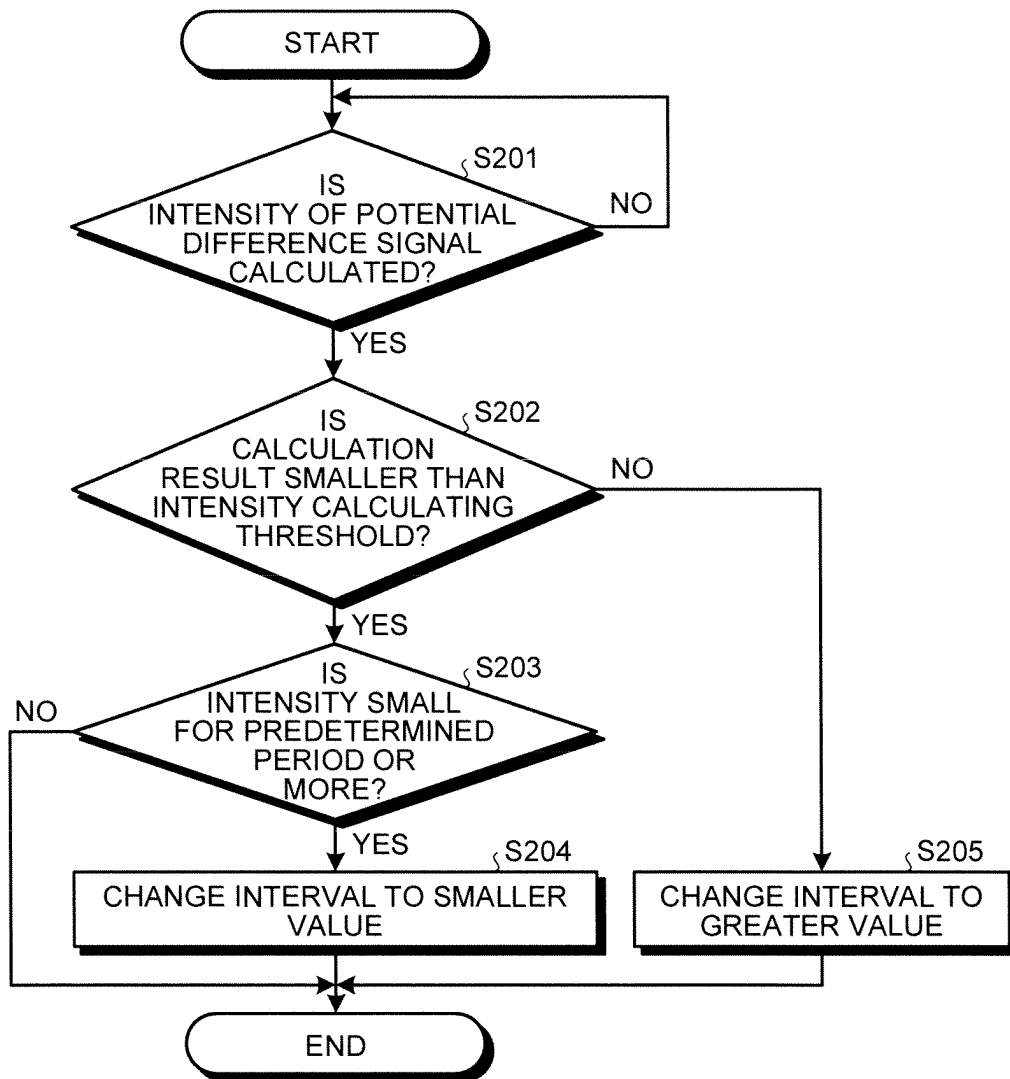 START
S201
IS
INTENSITY OF POTENTIAL
DIFFERENCE SIGNAL
CALCULATED?
NO
YES
S202
IS
CALCULATION
RESULT SMALLER THAN
INTENSITY CALCULATING
THRESHOLD?
NO
YES
S203
IS
INTENSITY SMALL
FOR PREDETERMINED
PERIOD OR
MORE?
NO
YES
S204
CHANGE INTERVAL TO SMALLER
VALUE
S205
CHANGE INTERVAL TO
GREATER VALUE
END